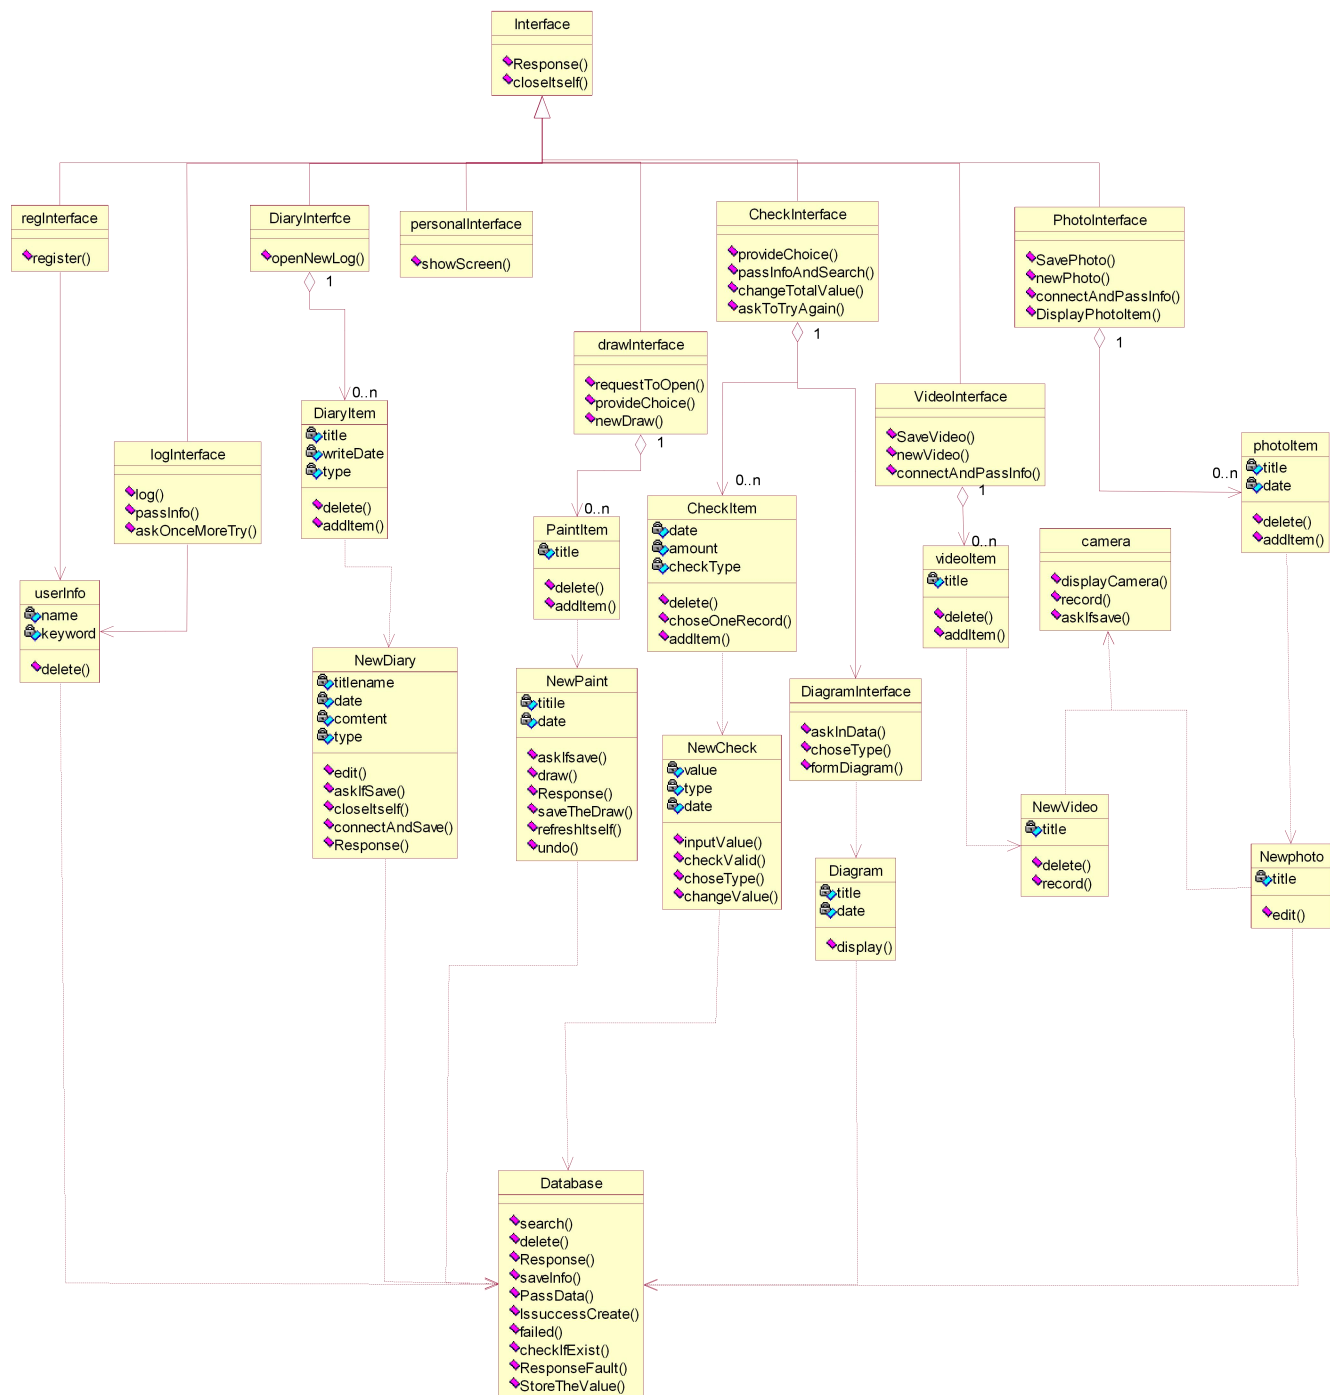 Interface
Response()
closeItself()
regInterface
register()
DiaryInterfce
openNewLog()
1
personalInterface
showScreen()
CheckInterface
provideChoice()
passInfoAndSearch()
changeTotalValue()
askToTryAgain()
1
PhotoInterface
SavePhoto()
newPhoto()
connectAndPassInfo()
DisplayPhotoItem()
1
drawInterface
requestToOpen()
provideChoice()
newDraw()
1
VideoInterface
SaveVideo()
newVideo()
connectAndPassInfo()
1
0..n
DiaryItem
title
writeDate
type
delete()
addItem()
logInterface
log()
passInfo()
askOnceMoreTry()
0..n
photoItem
title
date
delete()
addItem()
0..n
PaintItem
title
delete()
addItem()
0..n
CheckItem
date
amount
checkType
delete()
choseOneRecord()
addItem()
0..n
videoItem
title
delete()
addItem()
camera
displayCamera()
record()
askIfsave()
userInfo
name
keyword
delete()
NewDiary
titlename
date
comtent
type
edit()
askIfSave()
closeItself()
connectAndSave()
Response()
NewPaint
titile
date
askIfsave()
draw()
Response()
saveTheDraw()
refreshItself()
undo()
NewCheck
value
type
date
inputValue()
checkValid()
choseType()
changeValue()
DiagramInterface
askInData()
choseType()
formDiagram()
NewVideo
title
delete()
record()
Diagram
title
date
display()
Newphoto
title
edit()
Database
search()
delete()
Response()
saveInfo()
PassData()
IssuccessCreate()
failed()
checkIfExist()
ResponseFault()
StoreTheValue()